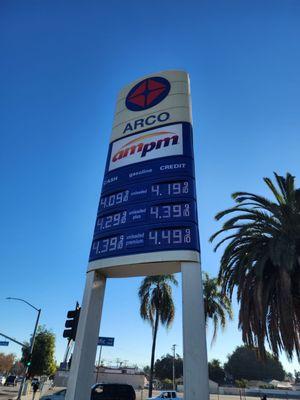 ARCO
ampm
CASH gasoline CREDIT
4.09 9/10 unleaded 4.19 9/10
4.29 9/10 unleaded plus 4.39 9/10
4.39 9/10 unleaded premium 4.49 9/10